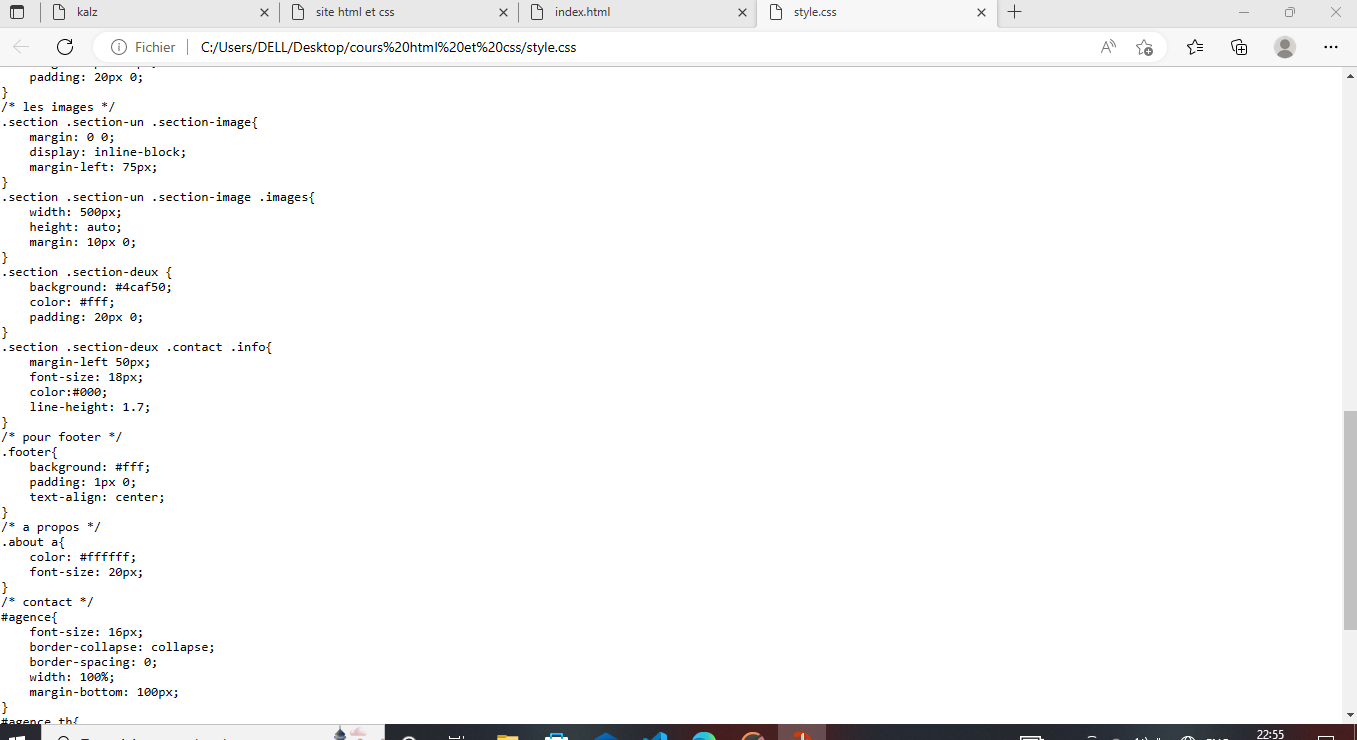 kalz
site html et css
index.html
style.css
Fichier
C:/Users/DELL/Desktop/cours%20html%20et%20css/style.css
padding: 20px 0;
}
/* les images */
.section .section-un .section-image{
margin: 0 0;
display: inline-block;
margin-left: 75px;
}
.section .section-un .section-image .images{
width: 500px;
height: auto;
margin: 10px 0;
}
.section .section-deux {
background: #4caf50;
color: #fff;
padding: 20px 0;
}
.section .section-deux .contact .info{
margin-left 50px;
font-size: 18px;
color:#000;
line-height: 1.7;
}
/* pour footer */
.footer{
background: #fff;
padding: 1px 0;
text-align: center;
}
/* a propos */
.about a{
color: #ffffff;
font-size: 20px;
}
/* contact */
#agence{
font-size: 16px;
border-collapse: collapse;
border-spacing: 0;
width: 100%;
margin-bottom: 100px;
}
#agence th{
22:55